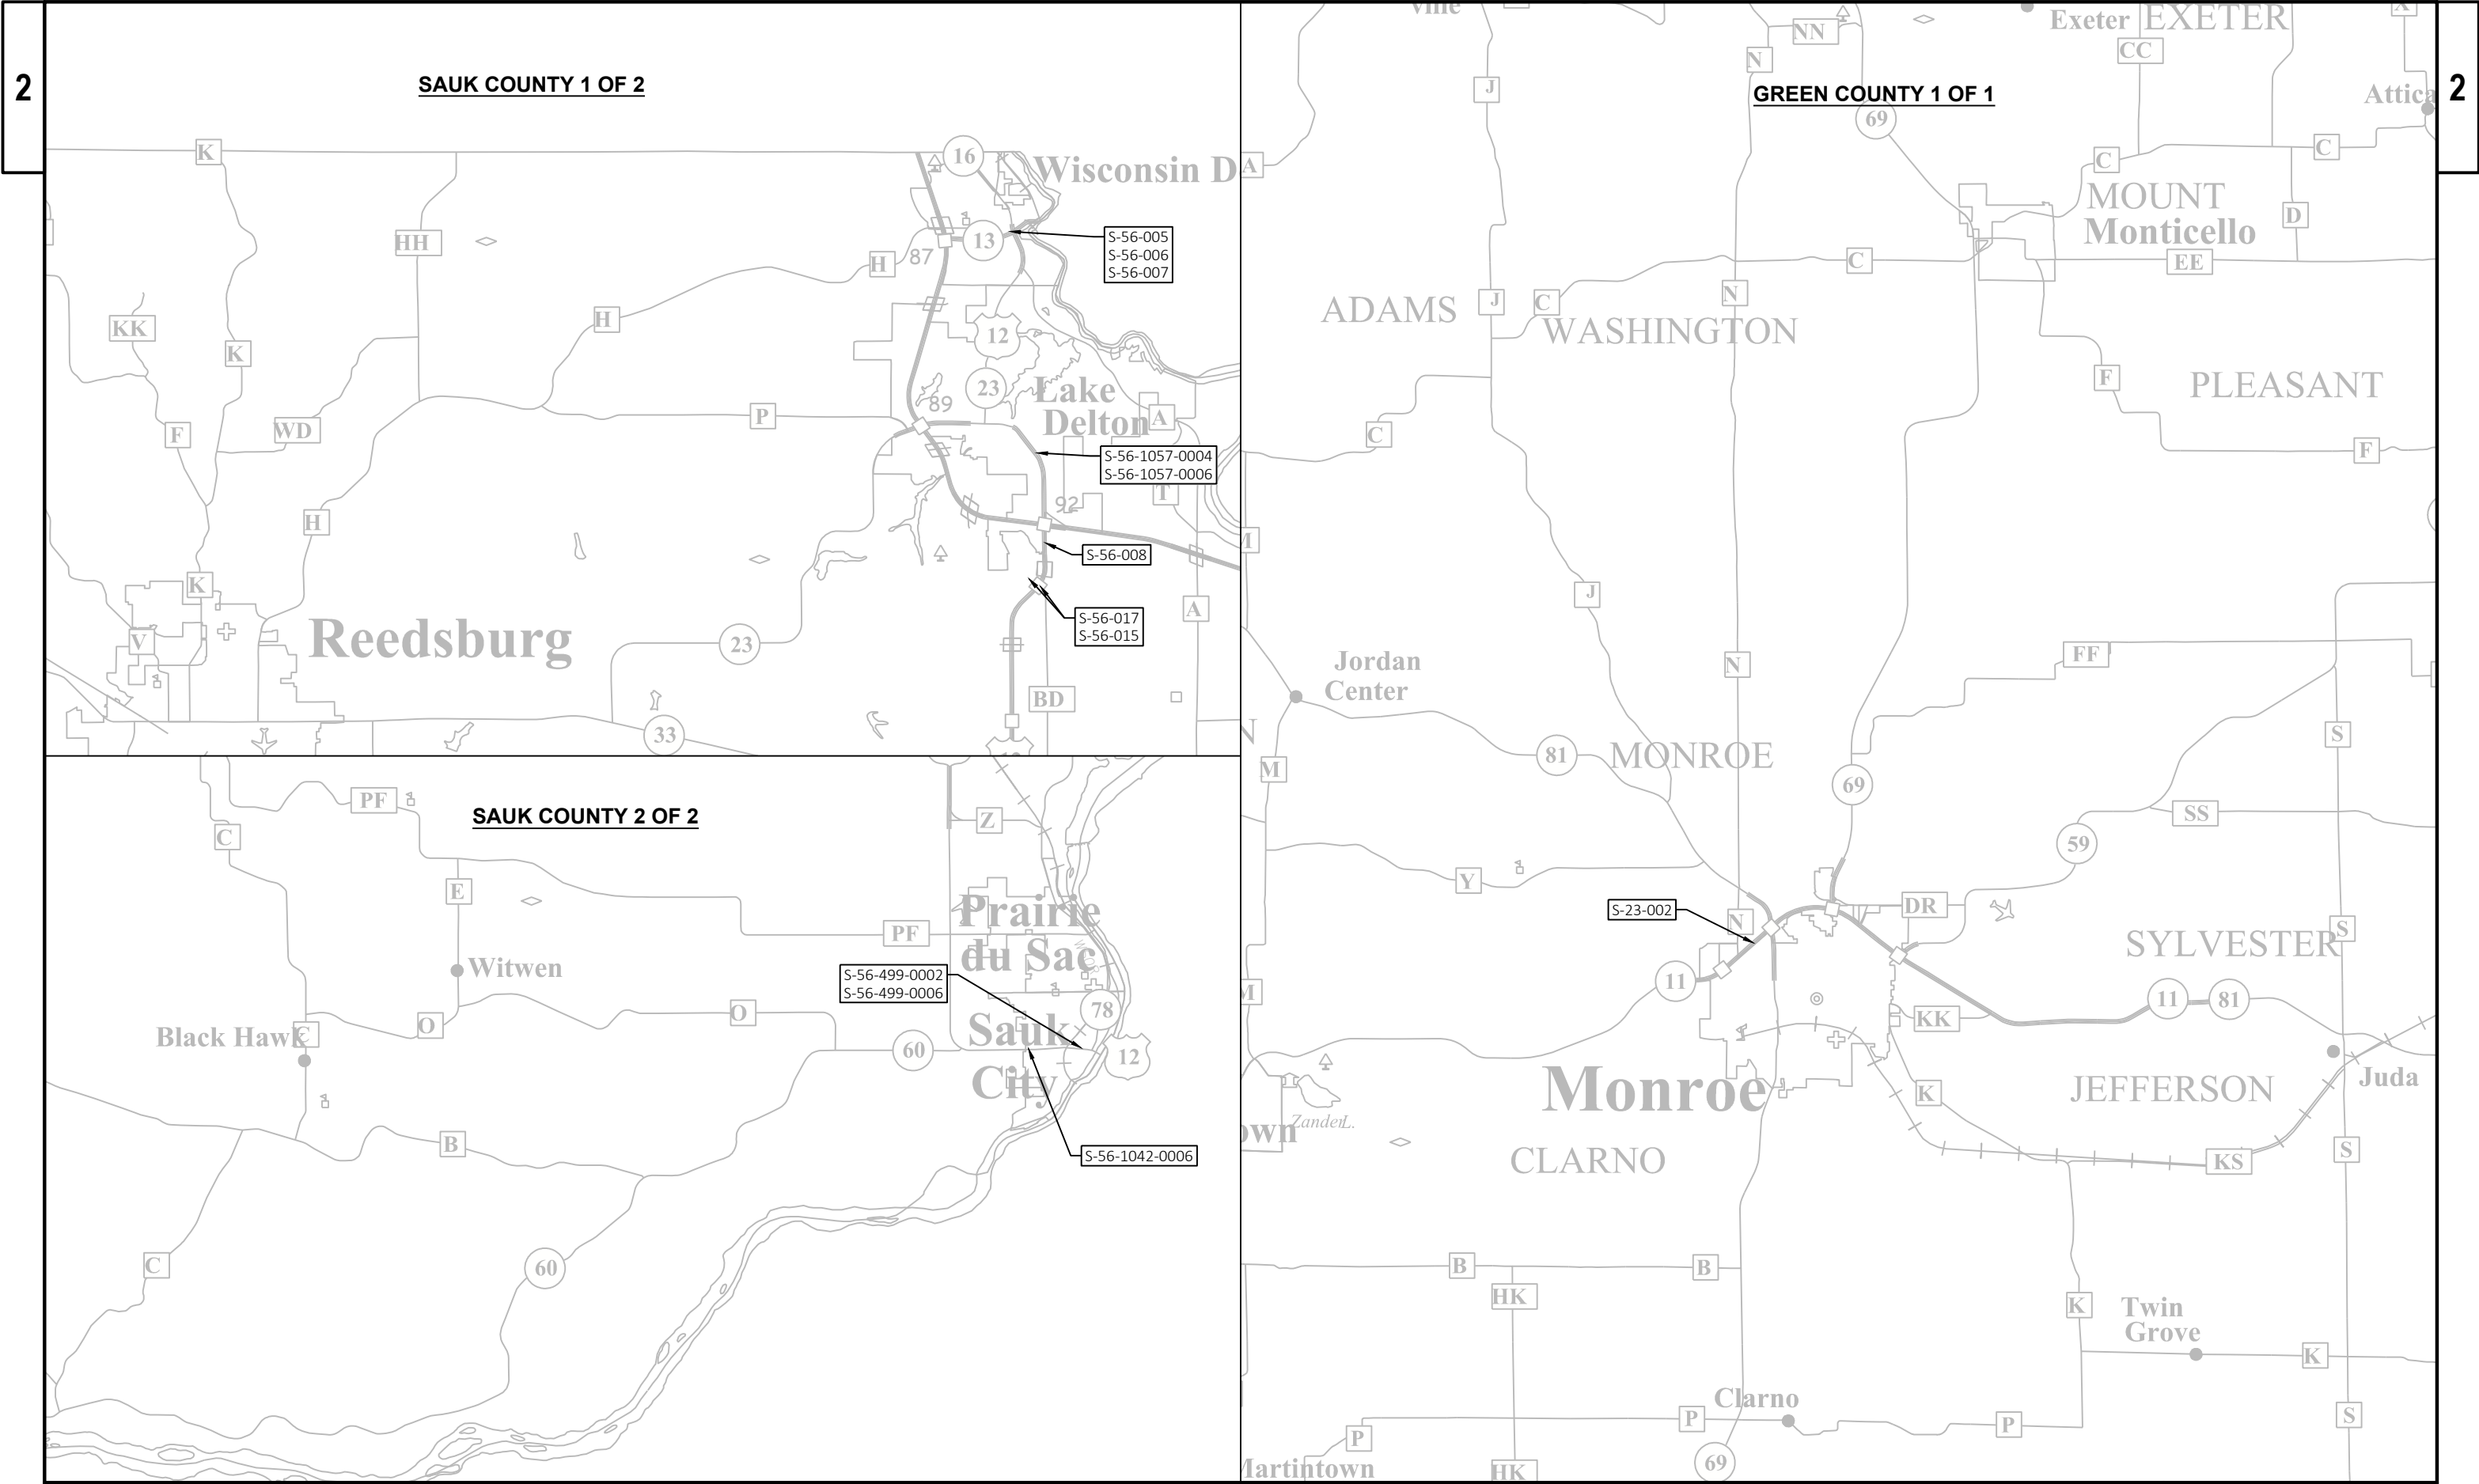 2
SAUK COUNTY 1 OF 2
K
16
Wisconsin D
HH
13
S-56-005
S-56-006
S-56-007
H
87
KK
H
12
K
23
Lake
Delton
89
P
A
F
WD
S-56-1057-0004
S-56-1057-0006
T
92
H
S-56-008
K
A
S-56-017
S-56-015
V
Reedsburg
23
BD
33
SAUK COUNTY 2 OF 2
PF
C
Z
E
Prairie
du Sac
PF
Witwen
S-56-499-0002
S-56-499-0006
O
O
78
Black Hawk
C
Sauk
City
60
12
B
S-56-1042-0006
C
60
GREEN COUNTY 1 OF 1
2
NN
N
J
Exeter
EXETER
CC
X
Attica
69
A
C
C
MOUNT
Monticello
D
C
EE
ADAMS
J
C
N
WASHINGTON
F
PLEASANT
C
F
M
J
Jordan
Center
N
FF
N
S
81
MONROE
M
69
SS
59
Y
S-23-002
N
DR
SYLVESTER
S
11
M
11
81
KK
Monroe
K
JEFFERSON
Juda
own
Zander L.
CLARNO
KS
S
B
B
HK
K
Twin
Grove
K
Clarno
P
P
P
S
Martintown
HK
69